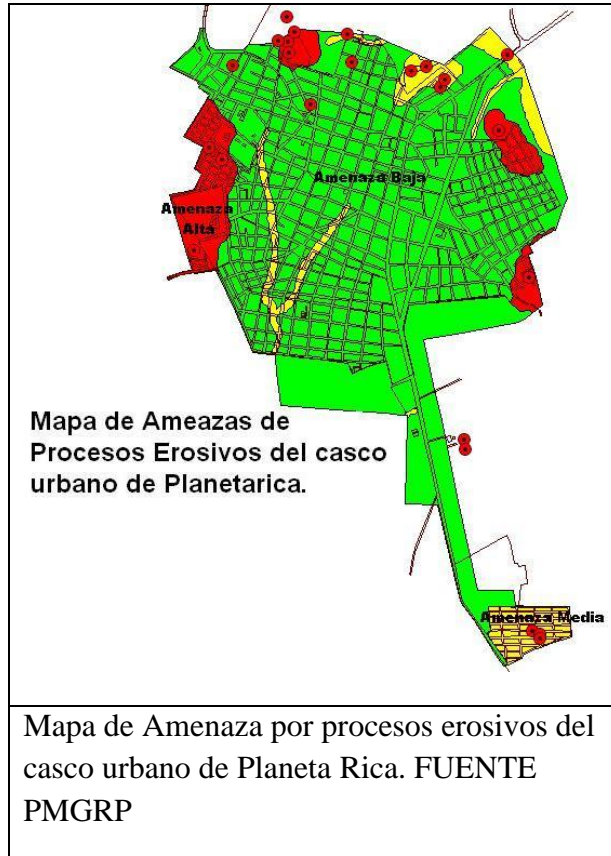 Amenaza Baja
Amenaza
Alta
Mapa de Ameazas de
Procesos Erosivos del casco
urbano de Planetarica.
Amenaza Media
Mapa de Amenaza por procesos erosivos del
casco urbano de Planeta Rica. FUENTE
PMGRP